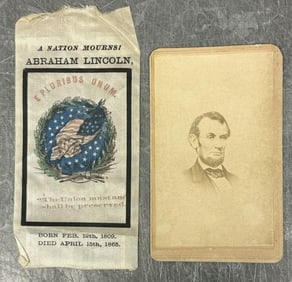 A NATION MOURNS!
ABRAHAM LINCOLN,
E PLURIBUS UNUM.
"The Union must and
shall be preserved.
BORN FEB. 12th, 1809.
DIED APRIL 15th, 1865.